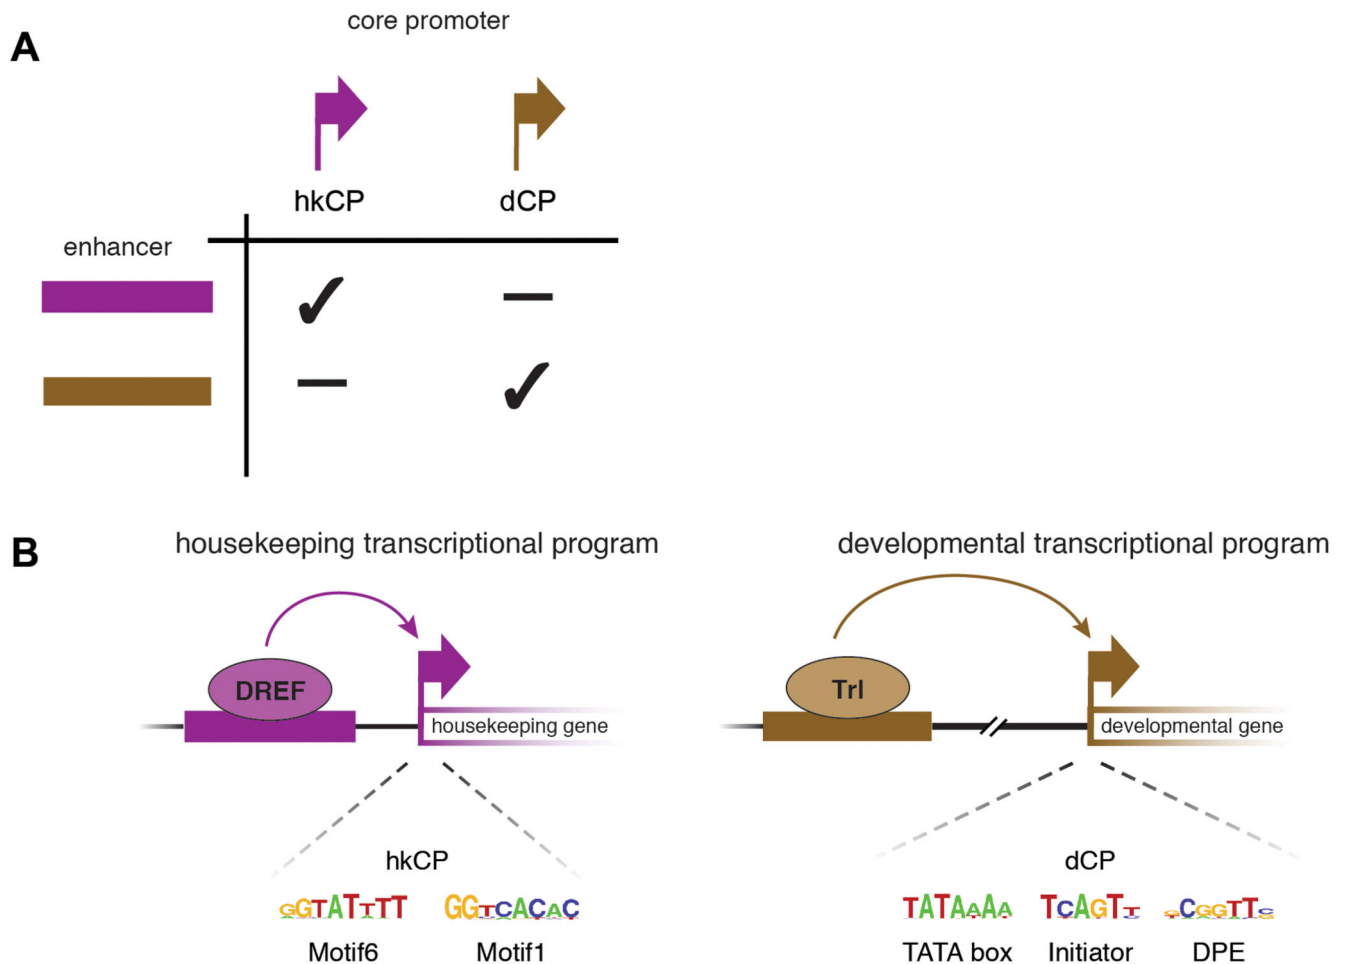 A
core promoter
hkCP dCP
enhancer
B
housekeeping transcriptional program
developmental transcriptional program
DREF
Trl
housekeeping gene
developmental gene
hkCP
dCP
GGTATTTT GGTCACAC
TATAAAA TCAGTT GCGGTTG
Motif6 Motif1
TATA box Initiator DPE